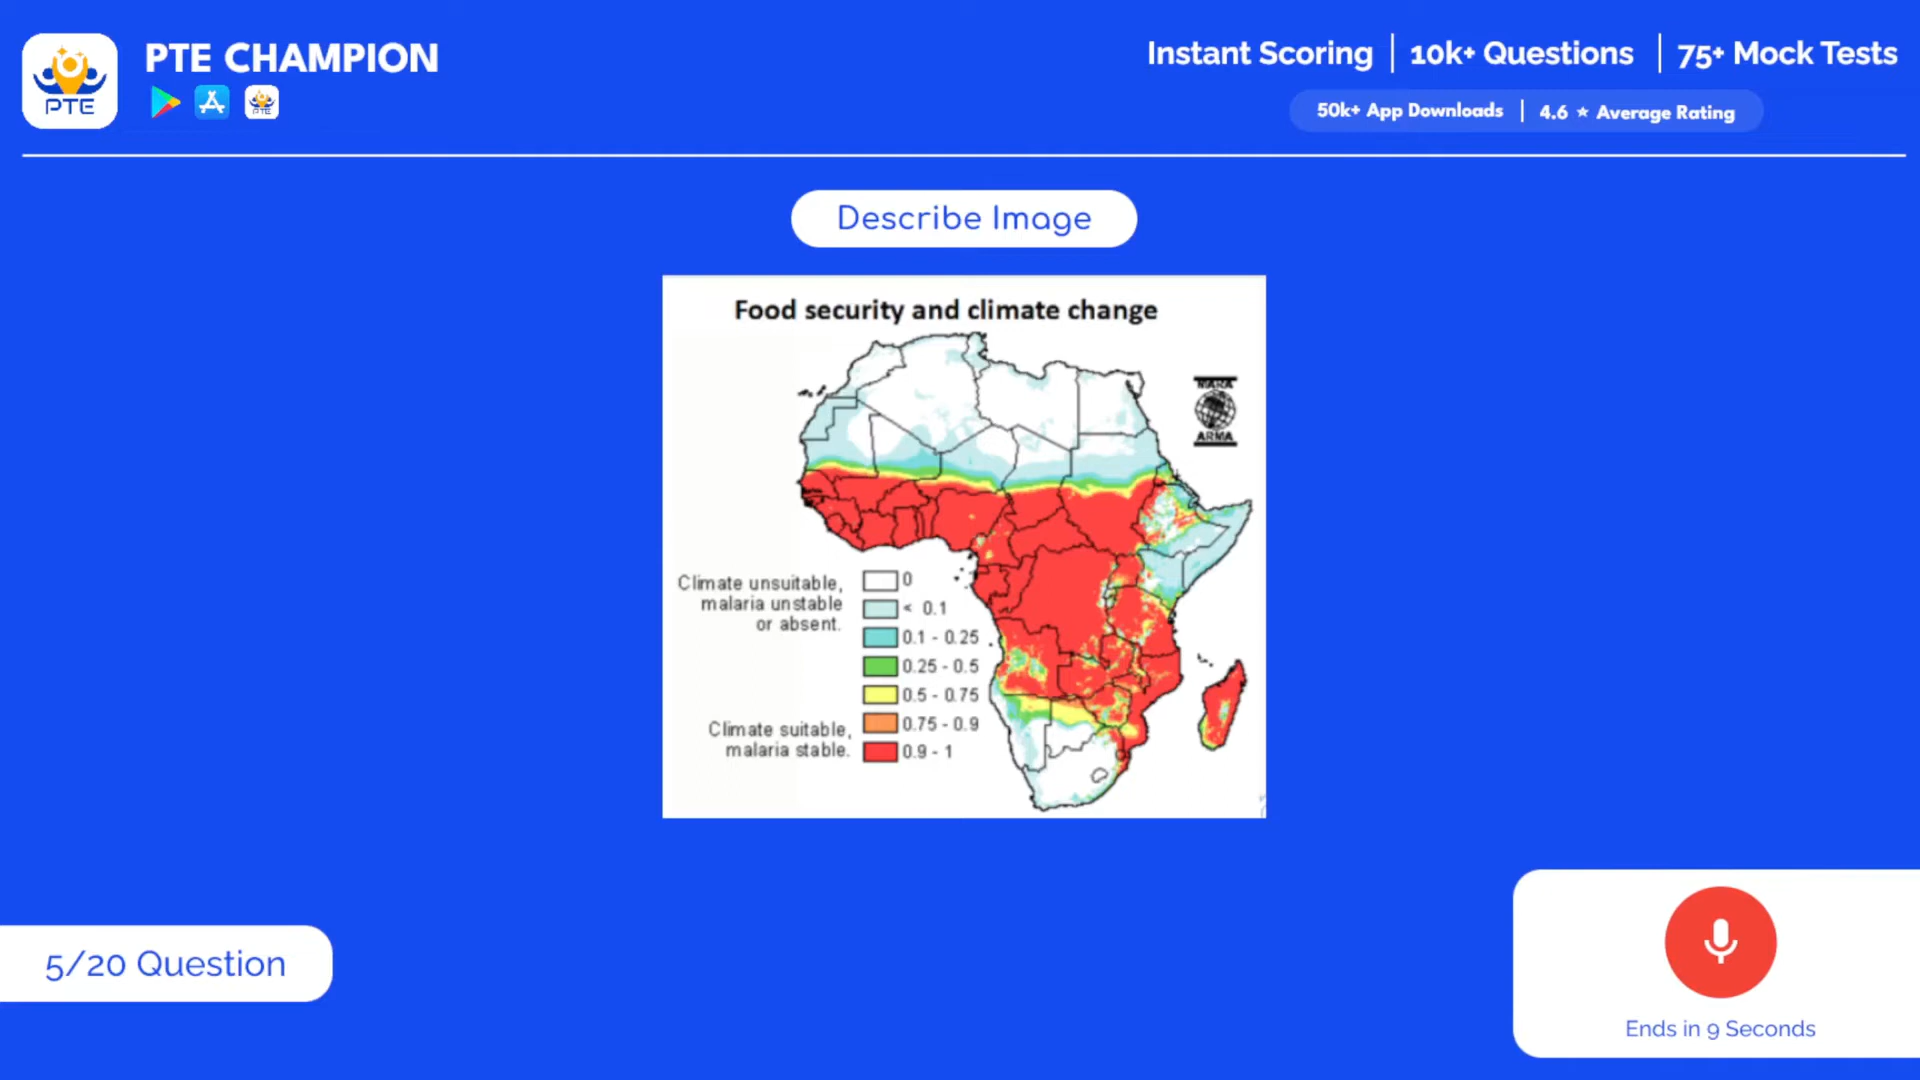 PTE CHAMPION
PTE
PTE
Instant Scoring | 10k+ Questions | 75+ Mock Tests
50k+ App Downloads | 4.6 ★ Average Rating
Describe Image
Food security and climate change
MARA
ARMA
Climate unsuitable,
malaria unstable
or absent.
0
< 0.1
0.1 - 0.25
0.25 - 0.5
0.5 - 0.75
0.75 - 0.9
0.9 - 1
Climate suitable,
malaria stable.
5/20 Question
Ends in 9 Seconds